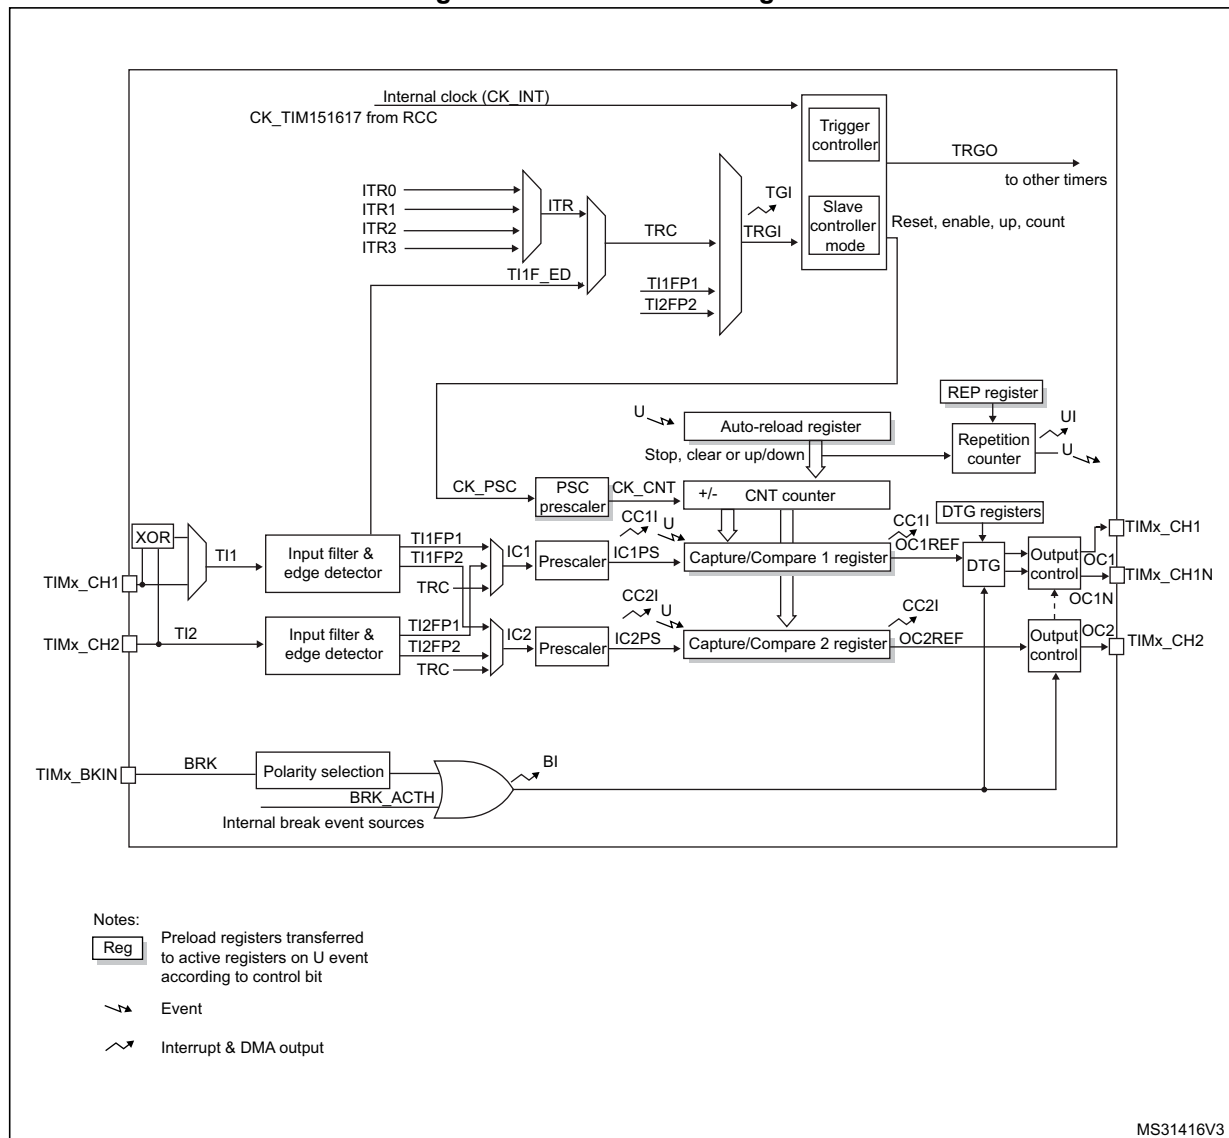 Internal clock (CK_INT)
CK_TIM151617 from RCC
Trigger
controller
TRGO
to other timers
ITR0
ITR1
ITR2
ITR3
ITR
TRC
TGI
TRGI
Slave
controller
mode
Reset, enable, up, count
TI1F_ED
TI1FP1
TI2FP2
REP register
U
Auto-reload register
UI
Repetition
counter
U
Stop, clear or up/down
CK_PSC
PSC
prescaler
CK_CNT
+/-
CNT counter
DTG registers
XOR
TI1
Input filter &
edge detector
TI1FP1
TI1FP2
TRC
IC1
Prescaler
IC1PS
CC1I
U
Capture/Compare 1 register
CC1I
OC1REF
DTG
Output
control
OC1
TIMx_CH1
TIMx_CH1N
OC1N
TIMx_CH1
TIMx_CH2
TI2
Input filter &
edge detector
TI2FP1
TI2FP2
TRC
IC2
Prescaler
IC2PS
CC2I
U
Capture/Compare 2 register
CC2I
OC2REF
Output
control
OC2
TIMx_CH2
TIMx_BKIN
BRK
Polarity selection
BRK_ACTH
Internal break event sources
BI
Notes:
Reg
Preload registers transferred
to active registers on U event
according to control bit
Event
Interrupt & DMA output
MS31416V3